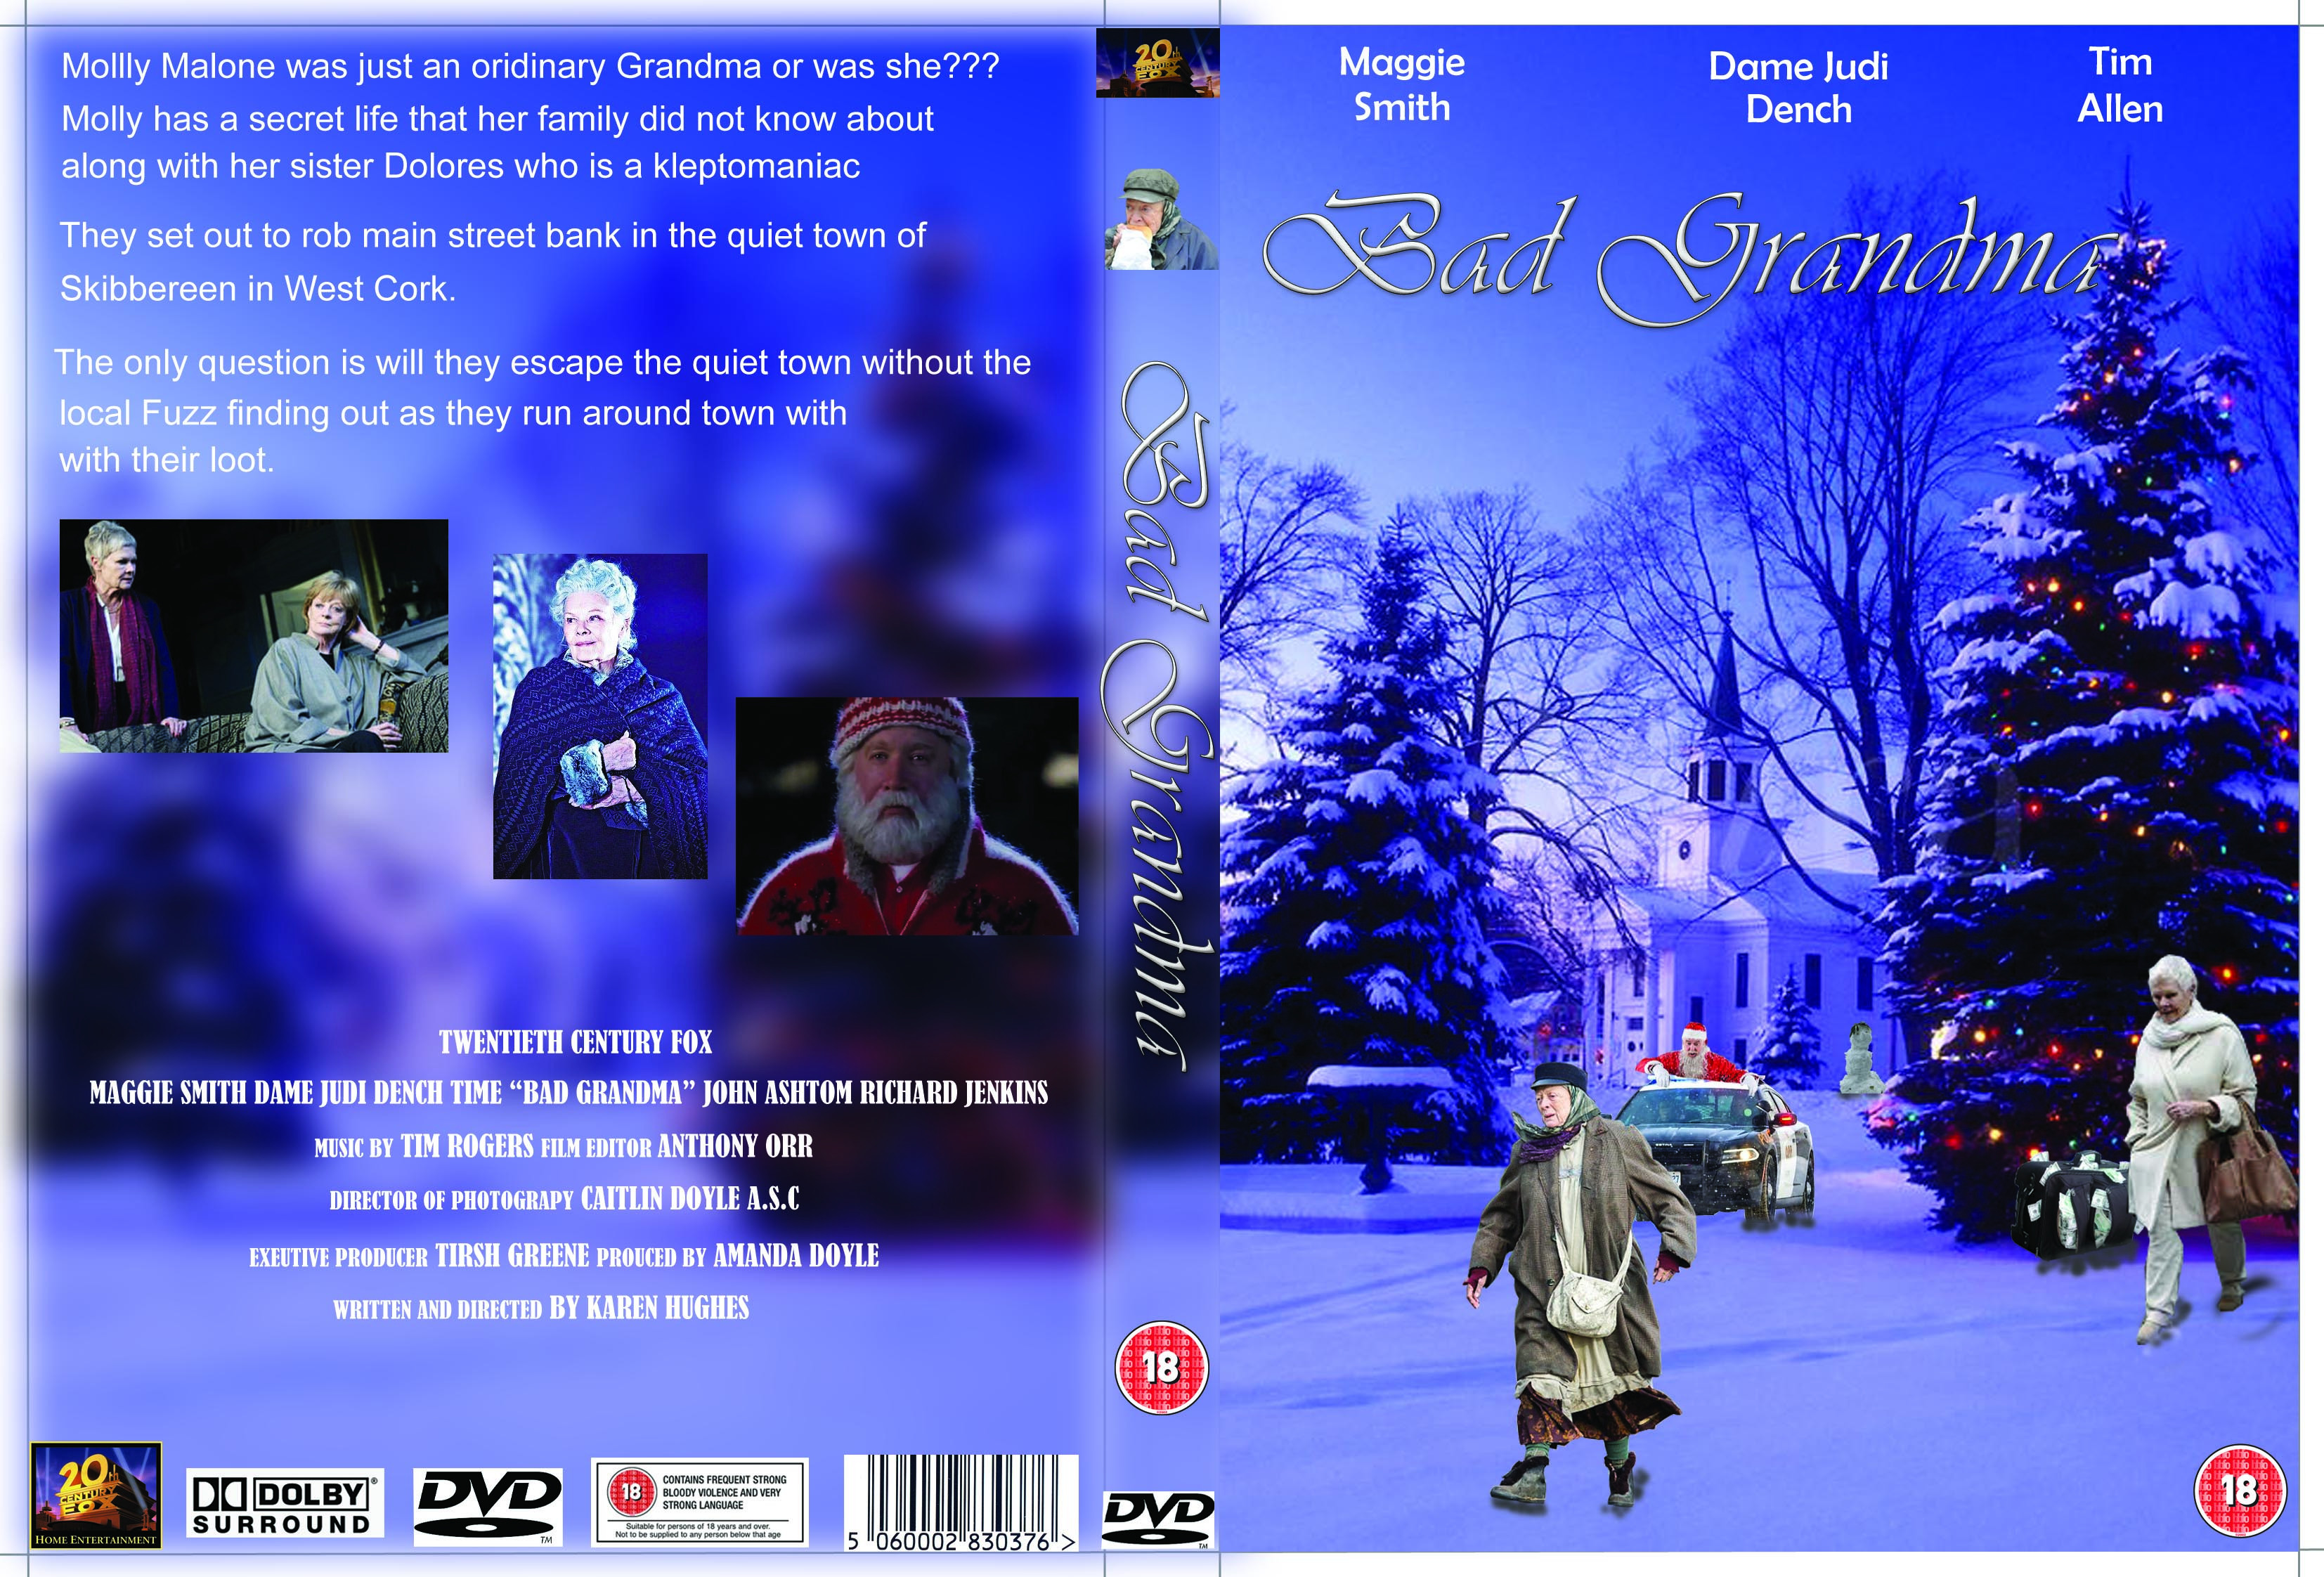 Mollly Malone was just an oridinary Grandma or was she???
Molly has a secret life that her family did not know about
along with her sister Dolores who is a kleptomaniac
They set out to rob main street bank in the quiet town of
Skibbereen in West Cork.
The only question is will they escape the quiet town without the
local Fuzz finding out as they run around town with
with their loot.
TWENTIETH CENTURY FOX
MAGGIE SMITH DAME JUDI DENCH TIME “BAD GRANDMA” JOHN ASHTOM RICHARD JENKINS
MUSIC BY TIM ROGERS FILM EDITOR ANTHONY ORR
DIRECTOR OF PHOTOGRAPY CAITLIN DOYLE A.S.C
EXEUTIVE PRODUCER TIRSH GREENE PROUCED BY AMANDA DOYLE
WRITTEN AND DIRECTED BY KAREN HUGHES
20
CENTURY
FOX
HOME ENTERTAINMENT
DOLBY
SURROUND
DVD
TM
18
CONTAINS FREQUENT STRONG
BLOODY VIOLENCE AND VERY
STRONG LANGUAGE
Suitable for persons of 18 years and over.
Not to be supplied to any person below that age
5 060002 830376 >
20
CENTURY
FOX
Bad Grandma
18
DVD
TM
Maggie
Smith
Dame Judi
Dench
Tim
Allen
Bad Grandma
18